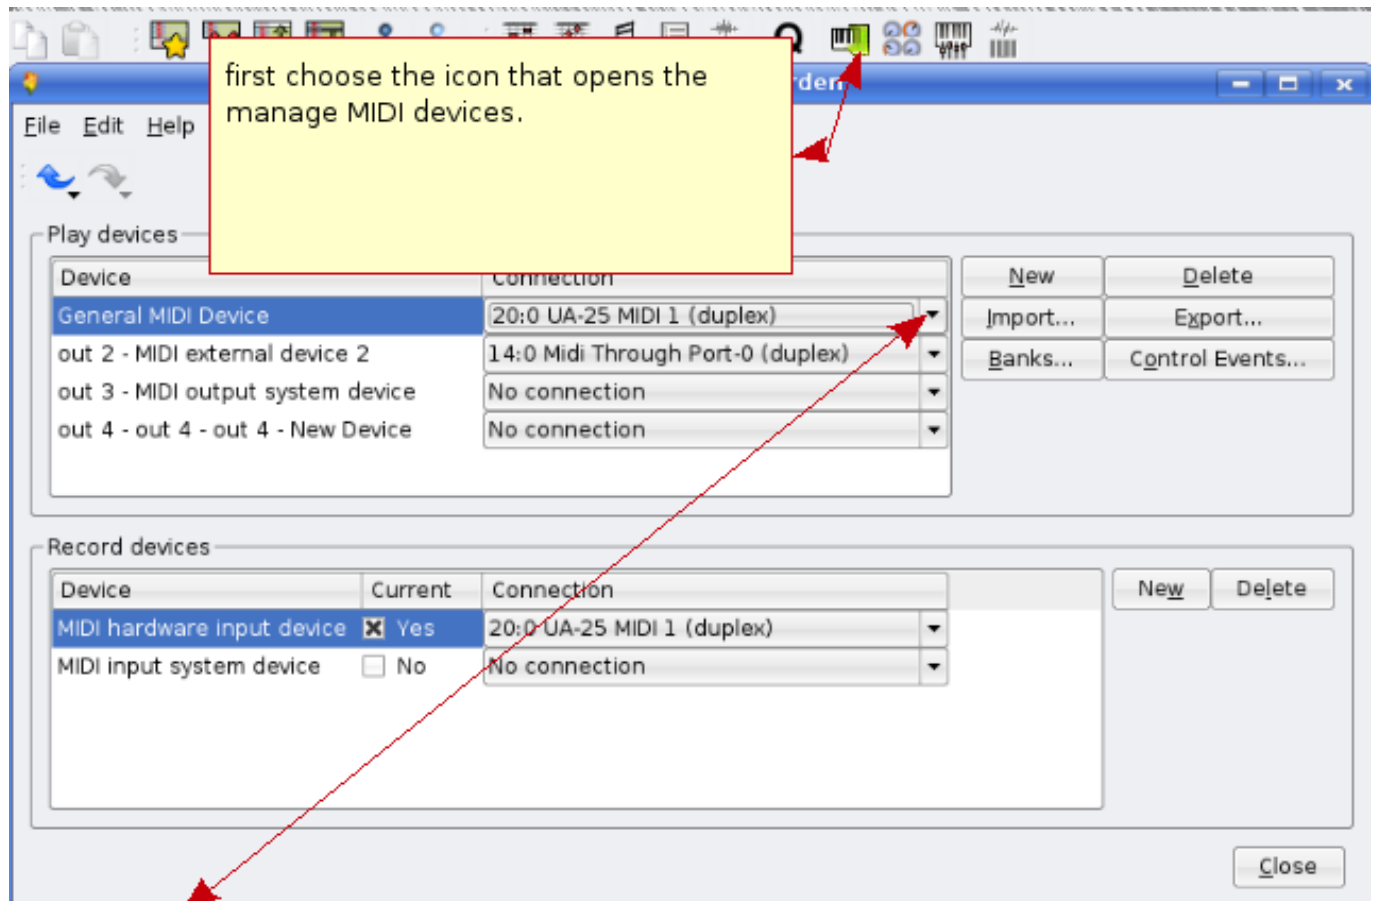 first choose the icon that opens the
manage MIDI devices.
File Edit Help
Play devices
Device Connection
General MIDI Device 20:0 UA-25 MIDI 1 (duplex)
out 2 - MIDI external device 2 14:0 Midi Through Port-0 (duplex)
out 3 - MIDI output system device No connection
out 4 - out 4 - out 4 - New Device No connection
New Delete
Import... Export...
Banks... Control Events...
Record devices
Device Current Connection
MIDI hardware input device Yes 20:0 UA-25 MIDI 1 (duplex)
MIDI input system device No No connection
New Delete
Close